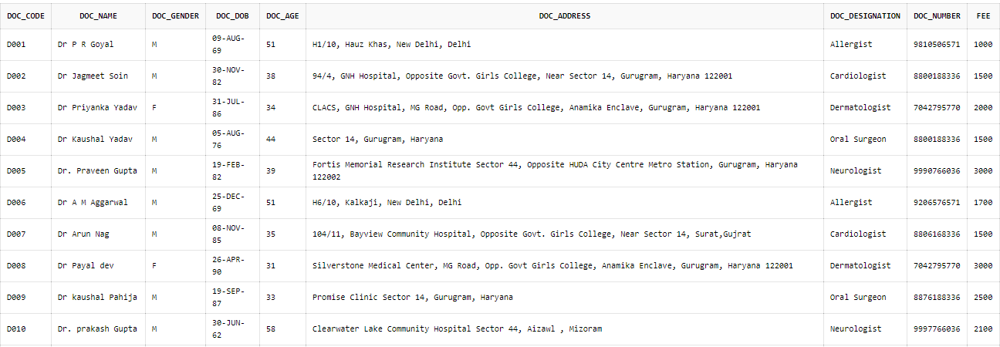 DOC_CODE DOC_NAME DOC_GENDER DOC_DOB DOC_AGE DOC_ADDRESS DOC_DESIGNATION DOC_NUMBER FEE
D001 Dr P R Goyal M 09-AUG-69 51 H1/10, Hauz Khas, New Delhi, Delhi Allergist 9810506571 1000
D002 Dr Jagmeet Soin M 30-NOV-82 38 94/4, GNH Hospital, Opposite Govt. Girls College, Near Sector 14, Gurugram, Haryana 122001 Cardiologist 8800188336 1500
D003 Dr Priyanka Yadav F 31-JUL-86 34 CLACS, GNH Hospital, MG Road, Opp. Govt Girls College, Anamika Enclave, Gurugram, Haryana 122001 Dermatologist 7042795770 2000
D004 Dr Kaushal Yadav M 05-AUG-76 44 Sector 14, Gurugram, Haryana Oral Surgeon 8800188336 1500
D005 Dr. Praveen Gupta M 19-FEB-82 39 Fortis Memorial Research Institute Sector 44, Opposite HUDA City Centre Metro Station, Gurugram, Haryana 122002 Neurologist 9990766036 3000
D006 Dr A M Aggarwal M 25-DEC-69 51 H6/10, Kalkaji, New Delhi, Delhi Allergist 9206576571 1700
D007 Dr Arun Nag M 08-NOV-85 35 104/11, Bayview Community Hospital, Opposite Govt. Girls College, Near Sector 14, Surat,Gujrat Cardiologist 8806168336 1500
D008 Dr Payal dev F 26-APR-90 31 Silverstone Medical Center, MG Road, Opp. Govt Girls College, Anamika Enclave, Gurugram, Haryana 122001 Dermatologist 7042795770 3000
D009 Dr kaushal Pahija M 19-SEP-87 33 Promise Clinic Sector 14, Gurugram, Haryana Oral Surgeon 8876188336 2500
D010 Dr. prakash Gupta M 30-JUN-62 58 Clearwater Lake Community Hospital Sector 44, Aizawl , Mizoram Neurologist 9997766036 2100